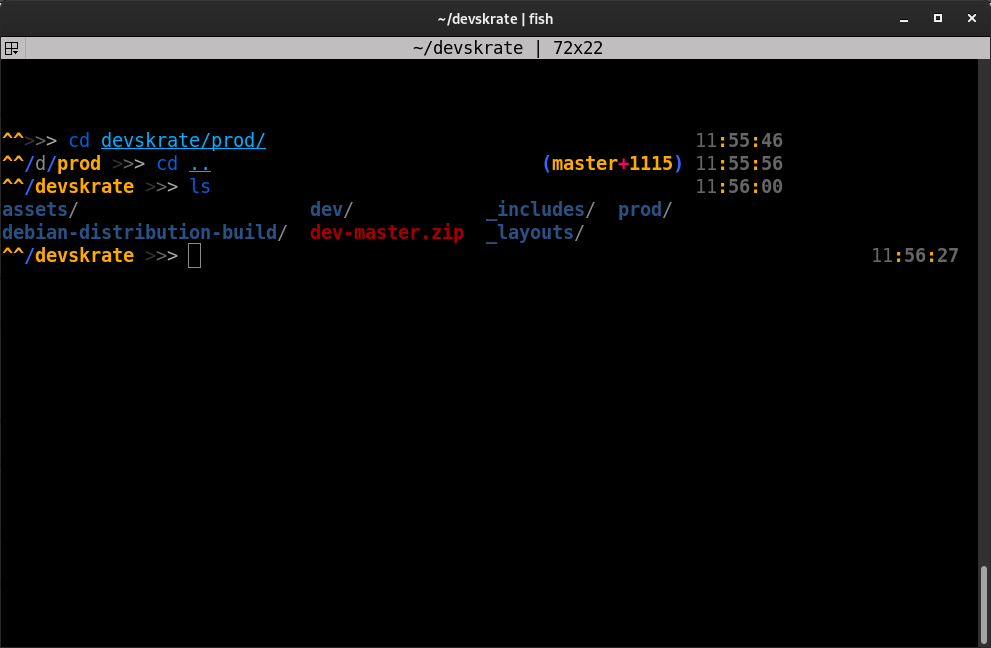 ~/devskrate | fish
~/devskrate | 72x22
^^>>> cd devskrate/prod/ 11:55:46
^^/d/prod >>> cd .. (master+1115) 11:55:56
^^/devskrate >>> ls 11:56:00
assets/ dev/ _includes/ prod/
debian-distribution-build/ dev-master.zip _layouts/
^^/devskrate >>> 11:56:27